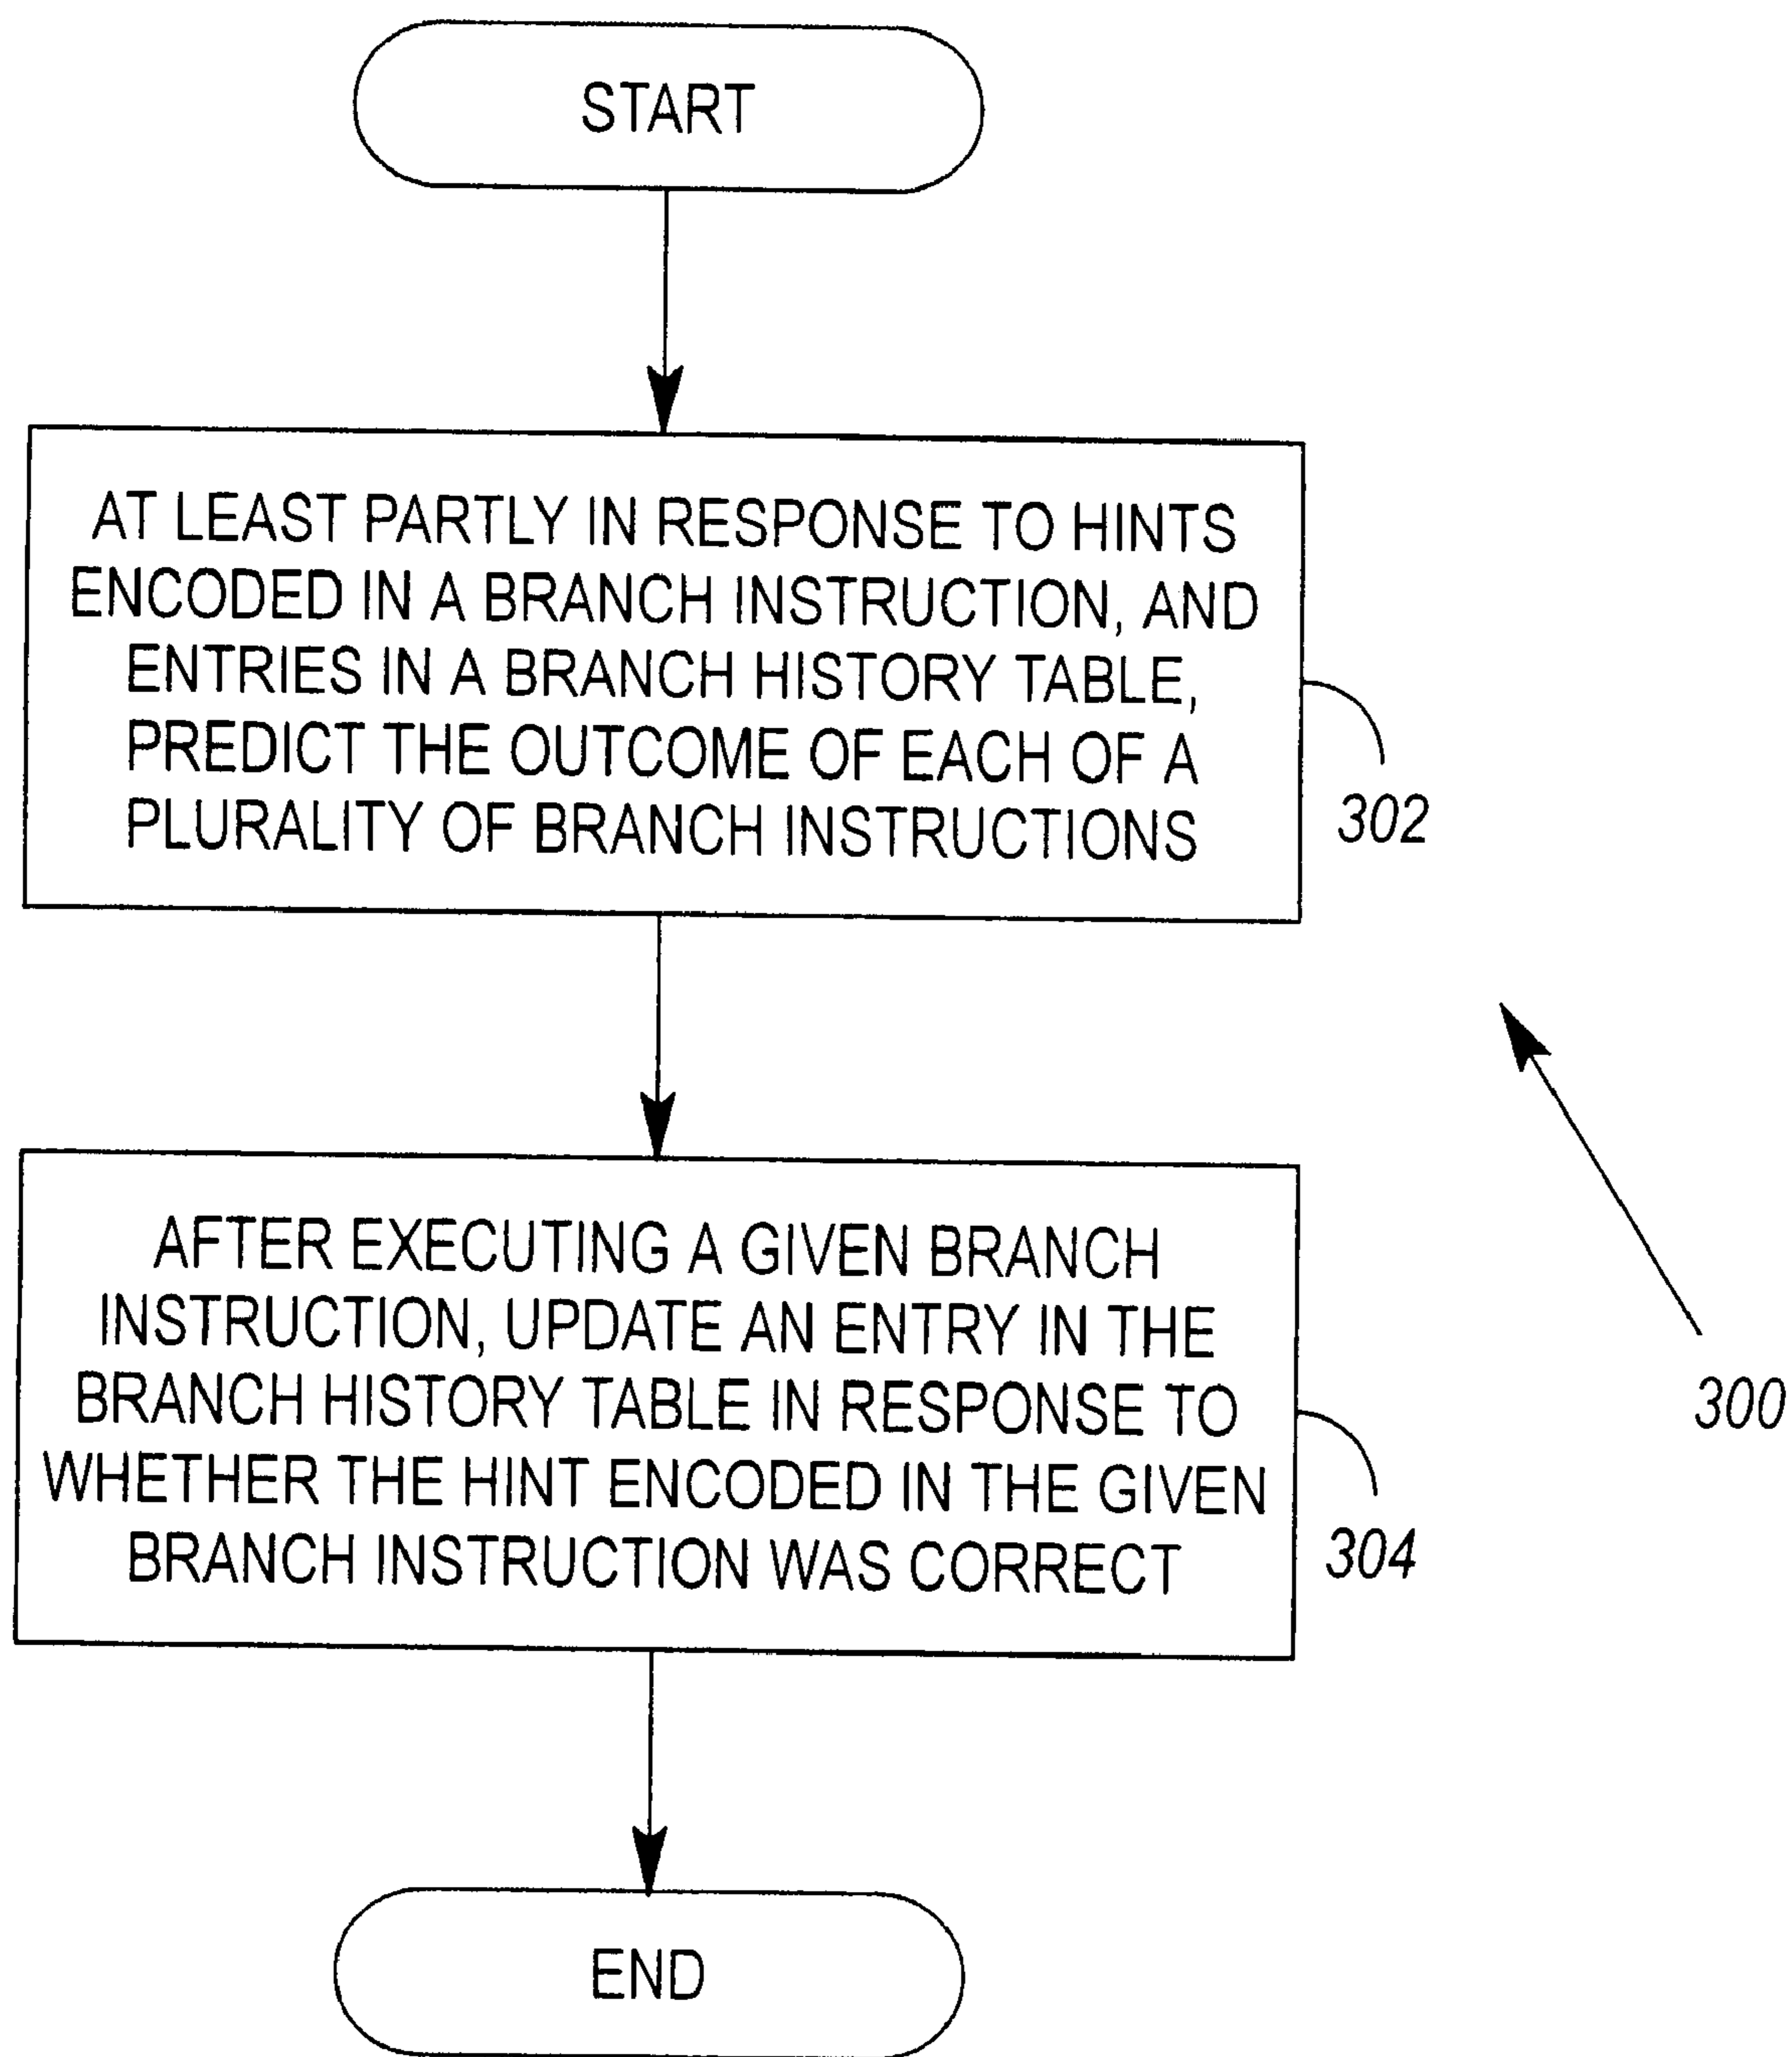 START
AT LEAST PARTLY IN RESPONSE TO HINTS
ENCODED IN A BRANCH INSTRUCTION, AND
ENTRIES IN A BRANCH HISTORY TABLE,
PREDICT THE OUTCOME OF EACH OF A
PLURALITY OF BRANCH INSTRUCTIONS
302
AFTER EXECUTING A GIVEN BRANCH
INSTRUCTION, UPDATE AN ENTRY IN THE
BRANCH HISTORY TABLE IN RESPONSE TO
WHETHER THE HINT ENCODED IN THE GIVEN
BRANCH INSTRUCTION WAS CORRECT
304
300
END